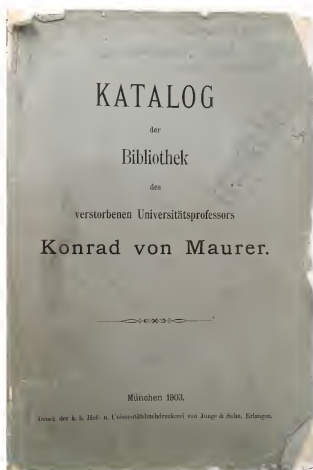 KATALOG
der
Bibliothek
des
verstorbenen Universitätsprofessors
Konrad von Maurer.
München 1903.
Druck der k. b. Hof- u. Universitätsbuchdruckerei von Junge & Sohn, Erlangen.